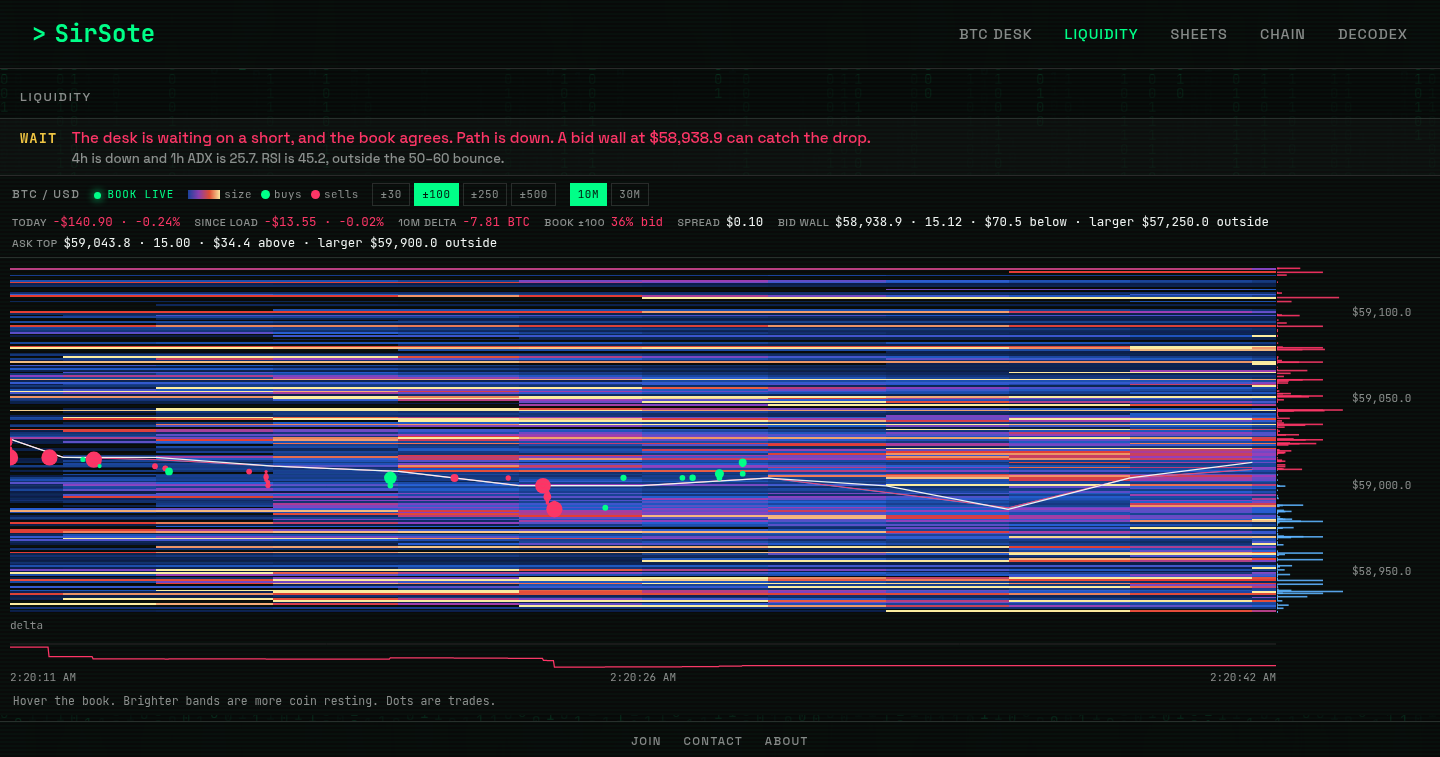 > SirSote
BTC DESK LIQUIDITY SHEETS CHAIN DECODEX
LIQUIDITY
WAIT The desk is waiting on a short, and the book agrees. Path is down. A bid wall at $58,938.9 can catch the drop.
4h is down and 1h ADX is 25.7. RSI is 45.2, outside the 50–60 bounce.
BTC / USD BOOK LIVE size buys sells ±30 ±100 ±250 ±500 10M 30M
TODAY -$140.90 · -0.24% SINCE LOAD -$13.55 · -0.02% 10M DELTA -7.81 BTC BOOK ±100 36% bid SPREAD $0.10 BID WALL $58,938.9 · 15.12 · $70.5 below · larger $57,250.0 outside
ASK TOP $59,043.8 · 15.00 · $34.4 above · larger $59,900.0 outside
$59,100.0
$59,050.0
$59,000.0
$58,950.0
delta
2:20:11 AM 2:20:26 AM 2:20:42 AM
Hover the book. Brighter bands are more coin resting. Dots are trades.
JOIN CONTACT ABOUT